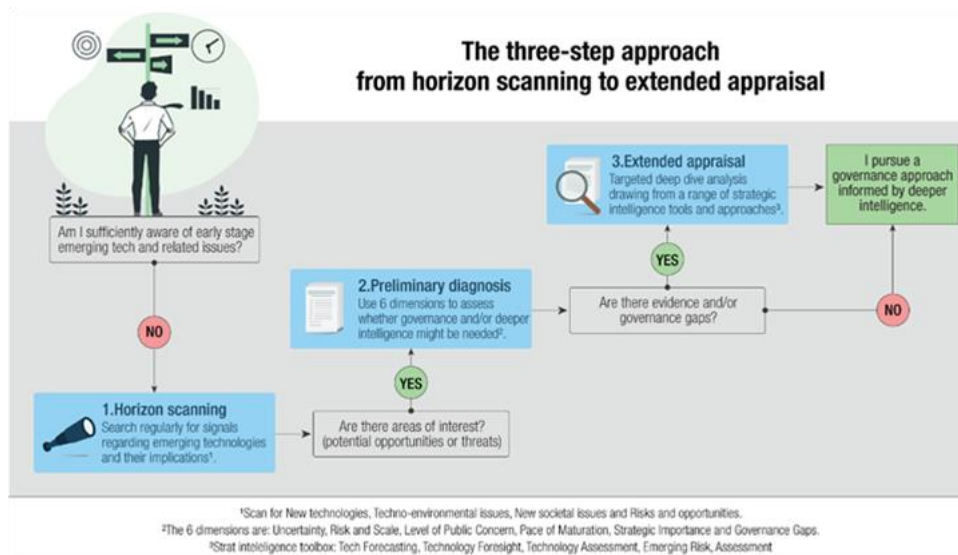 The three-step approach
from horizon scanning to extended appraisal
Am I sufficiently aware of early stage
emerging tech and related issues?
NO
1.Horizon scanning
Search regularly for signals
regarding emerging technologies
and their implications¹.
Are there areas of interest?
(potential opportunities or threats)
YES
2.Preliminary diagnosis
Use 6 dimensions to assess
whether governance and/or deeper
intelligence might be needed².
Are there evidence and/or
governance gaps?
YES
3.Extended appraisal
Targeted deep dive analysis
drawing from a range of strategic
intelligence tools and approaches³.
NO
I pursue a
governance approach
informed by deeper
intelligence.
¹Scan for New technologies, Techno-environmental issues, New societal issues and Risks and opportunities.
²The 6 dimensions are: Uncertainty, Risk and Scale, Level of Public Concern, Pace of Maturation, Strategic Importance and Governance Gaps.
³Strat inteleligence toolbox: Tech Forecasting, Technology Foresight, Technology Assessment, Emerging Risk, Assessment